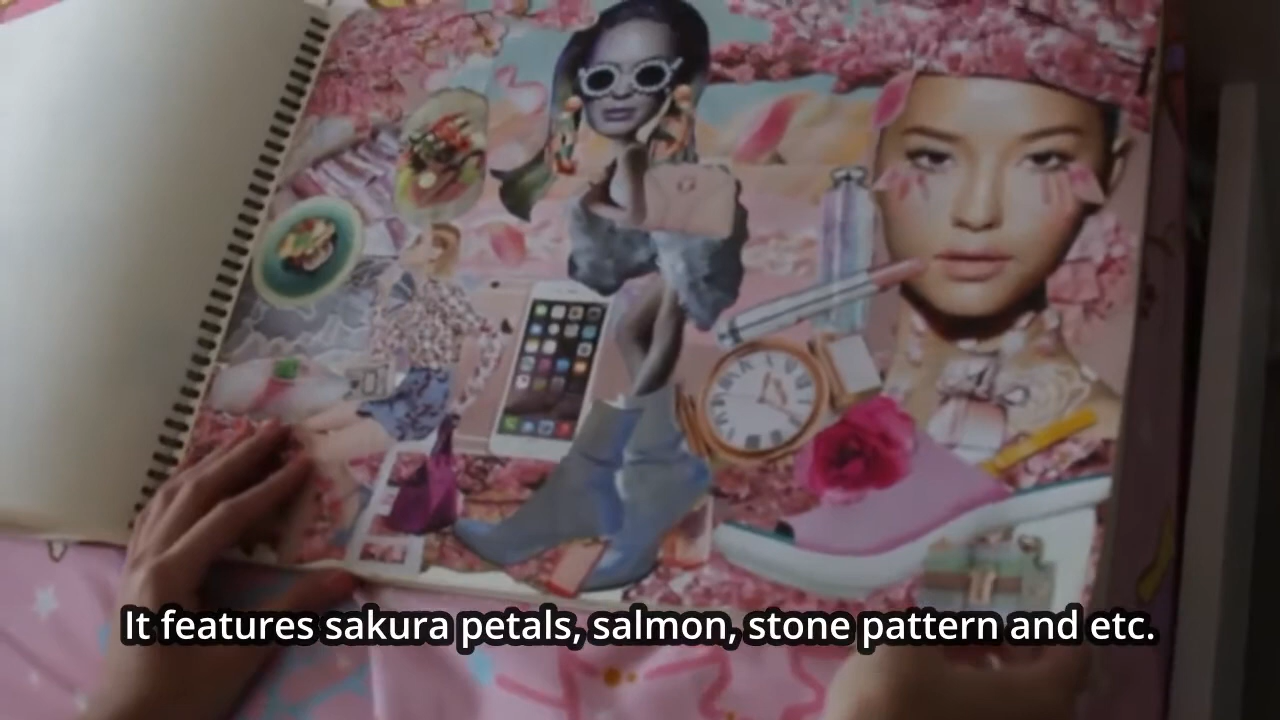 It features sakura petals, salmon, stone pattern and etc.